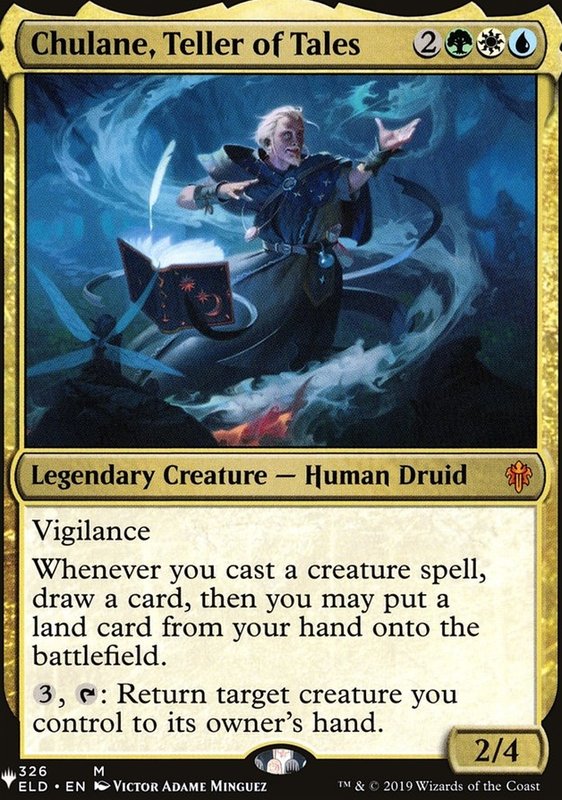 Chulane, Teller of Tales 2
Legendary Creature — Human Druid
Vigilance
Whenever you cast a creature spell,
draw a card, then you may put a
land card from your hand onto the
battlefield.
3, : Return target creature you
control to its owner's hand.
2/4
326 M
ELD • EN Victor Adame Minguez
™ & © 2019 Wizards of the Coast